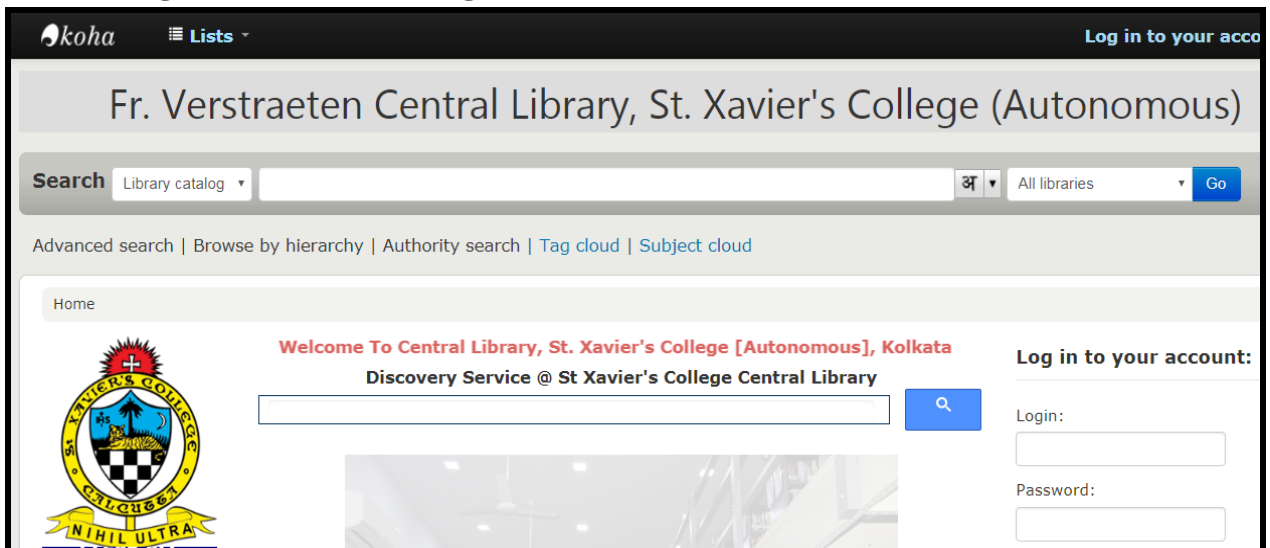 koha Lists Log in to your acco
Fr. Verstraeten Central Library, St. Xavier's College (Autonomous)
Search Library catalog अ All libraries Go
Advanced search | Browse by hierarchy | Authority search | Tag cloud | Subject cloud
Home
Welcome To Central Library, St. Xavier's College [Autonomous], Kolkata
Discovery Service @ St Xavier's College Central Library
Log in to your account:
Login:
Password:
ST XAVIER'S COLLEGE
CALCUTTA
NIHIL ULTRA